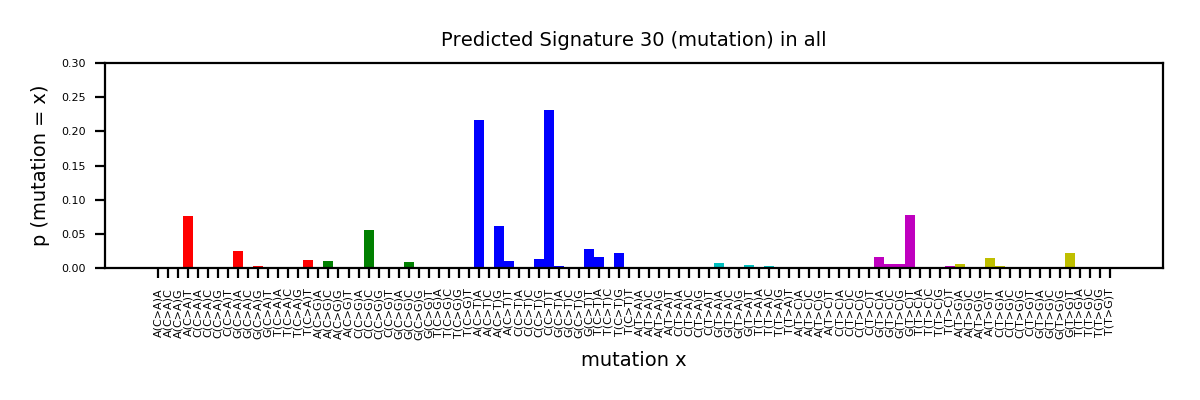 Predicted Signature 30 (mutation) in all
p (mutation = x)
0.30
0.25
0.20
0.15
0.10
0.05
0.00
A(C>A)A
A(C>A)C
A(C>A)G
A(C>A)T
C(C>A)A
C(C>A)C
C(C>A)G
C(C>A)T
G(C>A)A
G(C>A)C
G(C>A)G
G(C>A)T
T(C>A)A
T(C>A)C
T(C>A)G
T(C>A)T
A(C>G)A
A(C>G)C
A(C>G)G
A(C>G)T
C(C>G)A
C(C>G)C
C(C>G)G
C(C>G)T
G(C>G)A
G(C>G)C
G(C>G)G
G(C>G)T
T(C>G)A
T(C>G)C
T(C>G)G
T(C>G)T
A(C>T)A
A(C>T)C
A(C>T)G
A(C>T)T
C(C>T)A
C(C>T)C
C(C>T)G
C(C>T)T
G(C>T)A
G(C>T)C
G(C>T)G
G(C>T)T
T(C>T)A
T(C>T)C
T(C>T)G
T(C>T)T
A(T>A)A
A(T>A)C
A(T>A)G
A(T>A)T
C(T>A)A
C(T>A)C
C(T>A)G
C(T>A)T
G(T>A)A
G(T>A)C
G(T>A)G
G(T>A)T
T(T>A)A
T(T>A)C
T(T>A)G
T(T>A)T
A(T>C)A
A(T>C)C
A(T>C)G
A(T>C)T
C(T>C)A
C(T>C)C
C(T>C)G
C(T>C)T
G(T>C)A
G(T>C)C
G(T>C)G
G(T>C)T
T(T>C)A
T(T>C)C
T(T>C)G
T(T>C)T
A(T>G)A
A(T>G)C
A(T>G)G
A(T>G)T
C(T>G)A
C(T>G)C
C(T>G)G
C(T>G)T
G(T>G)A
G(T>G)C
G(T>G)G
G(T>G)T
T(T>G)A
T(T>G)C
T(T>G)G
T(T>G)T
mutation x